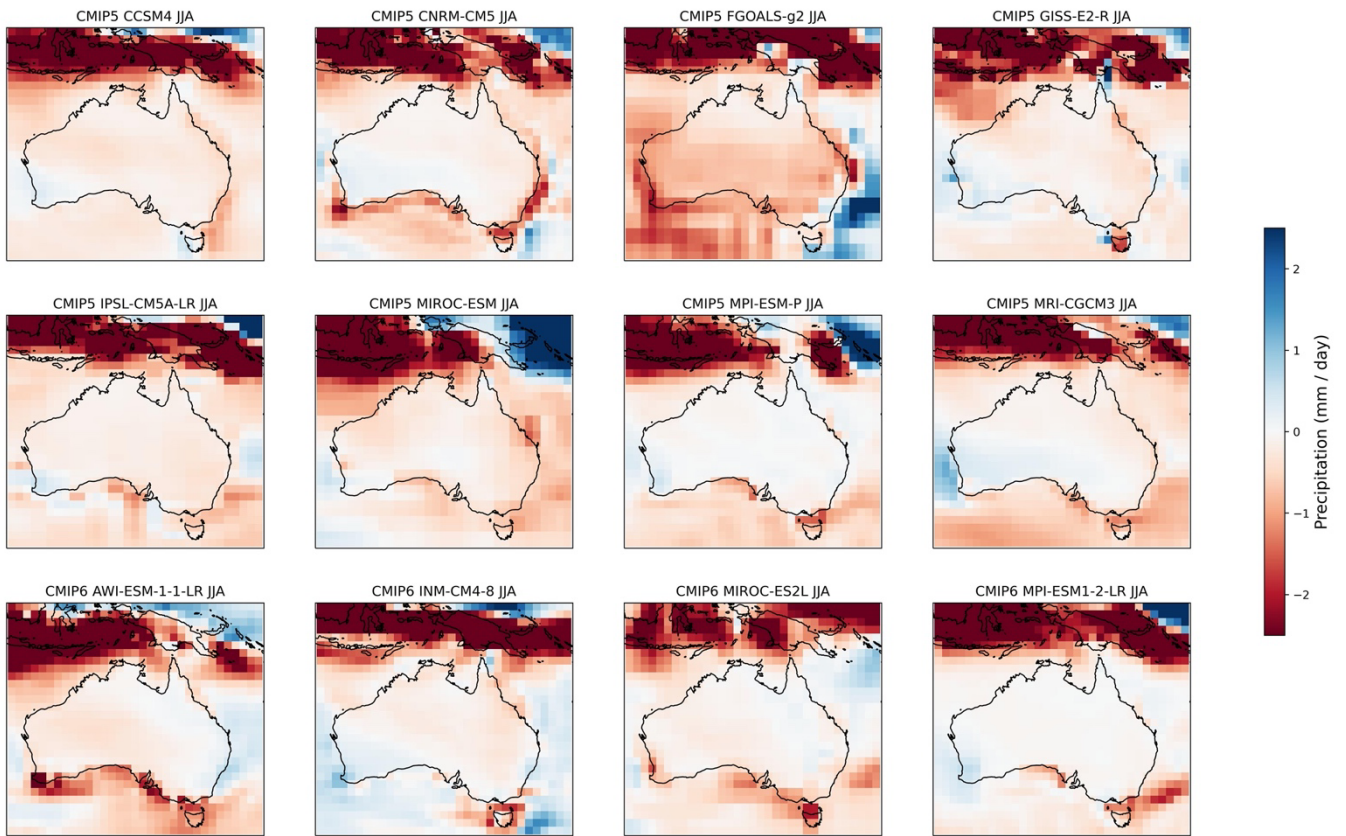 CMIP5 CCSM4 JJA
CMIP5 CNRM-CM5 JJA
CMIP5 FGOALS-g2 JJA
CMIP5 GISS-E2-R JJA
CMIP5 IPSL-CM5A-LR JJA
CMIP5 MIROC-ESM JJA
CMIP5 MPI-ESM-P JJA
CMIP5 MRI-CGCM3 JJA
CMIP6 AWI-ESM-1-1-LR JJA
CMIP6 INM-CM4-8 JJA
CMIP6 MIROC-ES2L JJA
CMIP6 MPI-ESM1-2-LR JJA
2
1
0
−1
−2
Precipitation (mm / day)